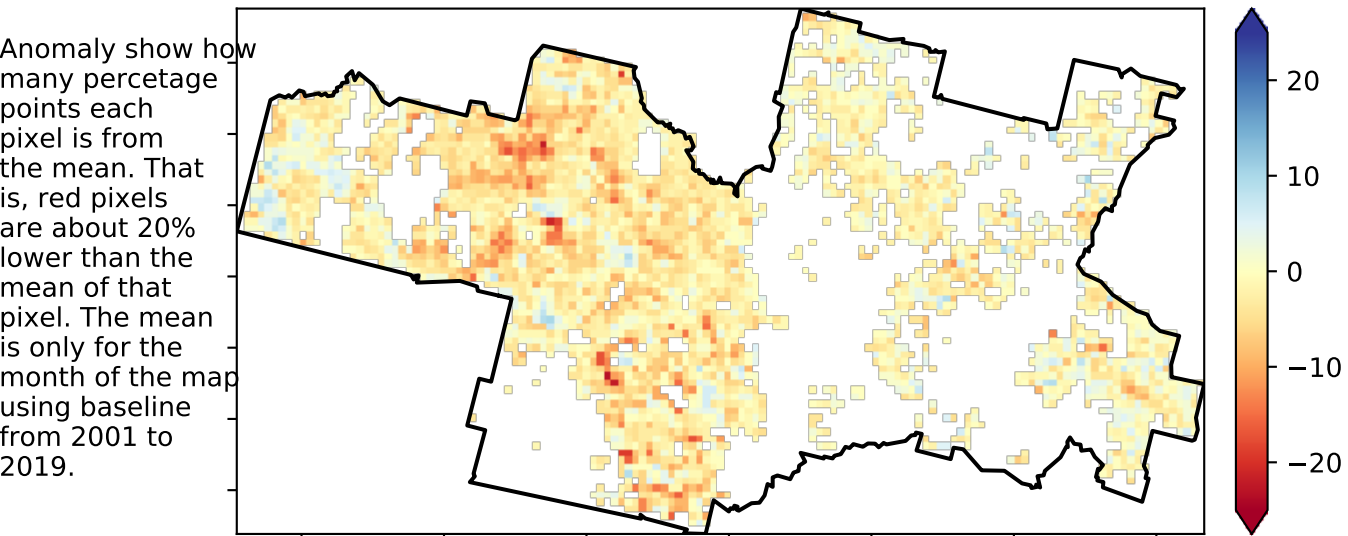 Anomaly show how
many percetage
points each
pixel is from
the mean. That
is, red pixels
are about 20%
lower than the
mean of that
pixel. The mean
is only for the
month of the map
using baseline
from 2001 to
2019.
20
10
0
−10
−20